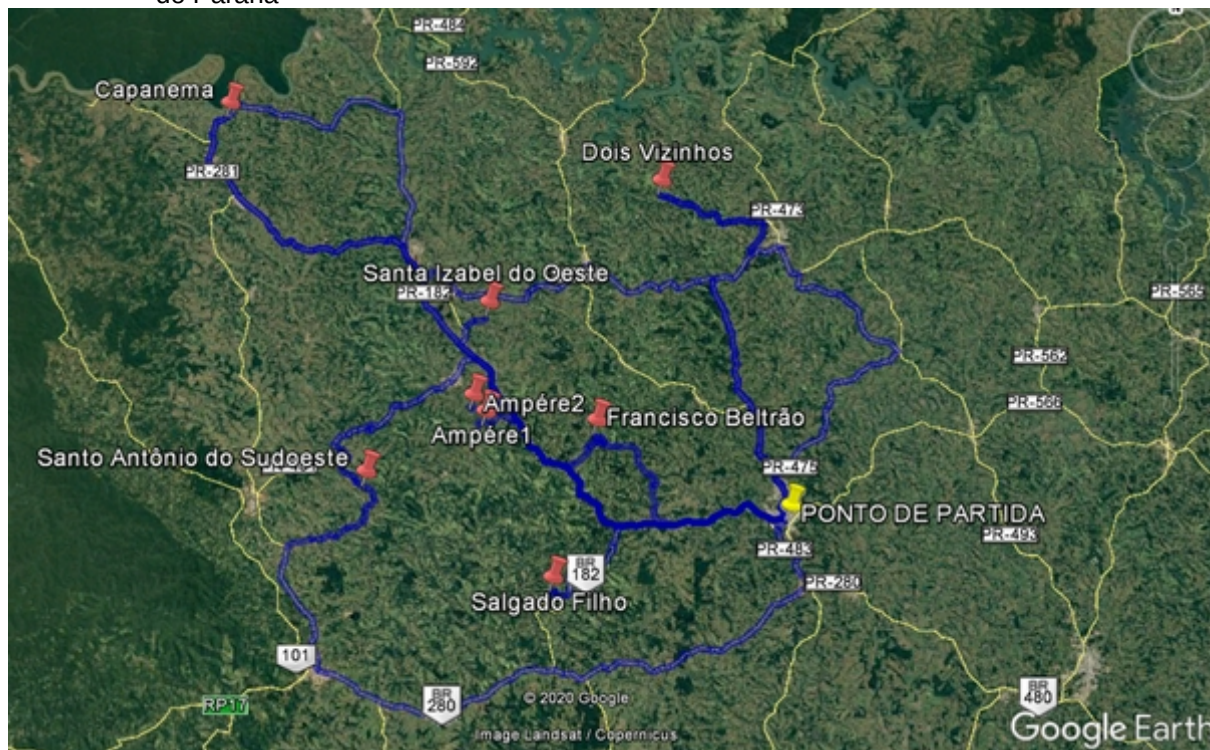 do Paraná
N
PR-484
PR-592
Capanema
Dois Vizinhos
PR-281
PR-473
Santa Izabel do Oeste
PR-182
PR-565
PR-562
PR-566
Ampére2
Ampére1
Francisco Beltrão
Santo Antônio do Sudoeste
PR-475
PONTO DE PARTIDA
PR-493
PR-483
BR
182
PR-280
Salgado Filho
101
BR
280
RP17
© 2020 Google
BR
480
Image Landsat / Copernicus
Google Earth